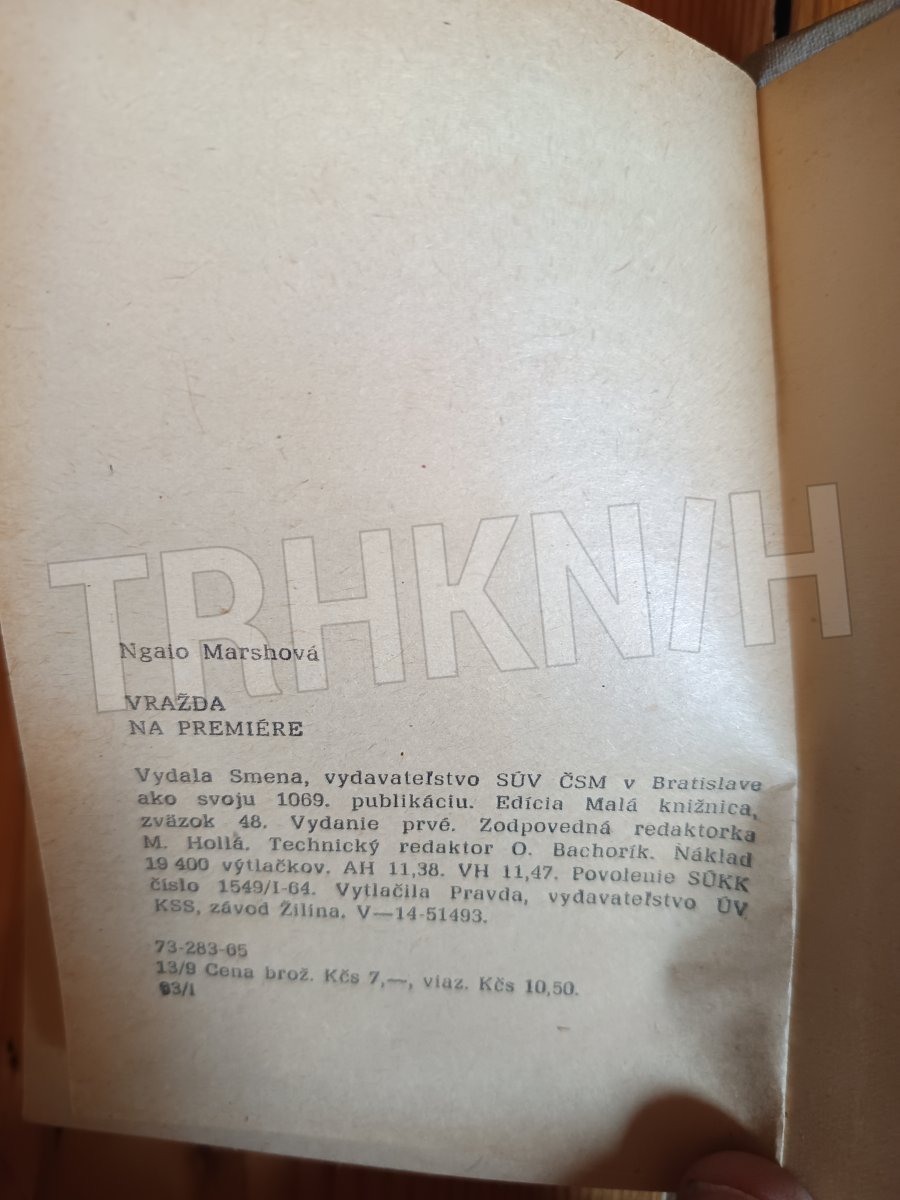 TRHKNIH
Ngaio Marshová
VRAŽDA
NA PREMIÉRE
Vydala Smena, vydavateľstvo SÚV ČSM v Bratislave
ako svoju 1069. publikáciu. Edícia Malá knižnica,
zväzok 48. Vydanie prvé. Zodpovedná redaktorka
M. Hollá. Technický redaktor O. Bachorík. Náklad
19 400 výtlačkov. AH 11,38. VH 11,47. Povolenie SÚKK
číslo 1549/I-64. Vytlačila Pravda, vydavateľstvo ÚV
KSS, závod Žilina. V—14-51493.
73-283-65
13/9 Cena brož. Kčs 7,—, viaz. Kčs 10,50.
63/I